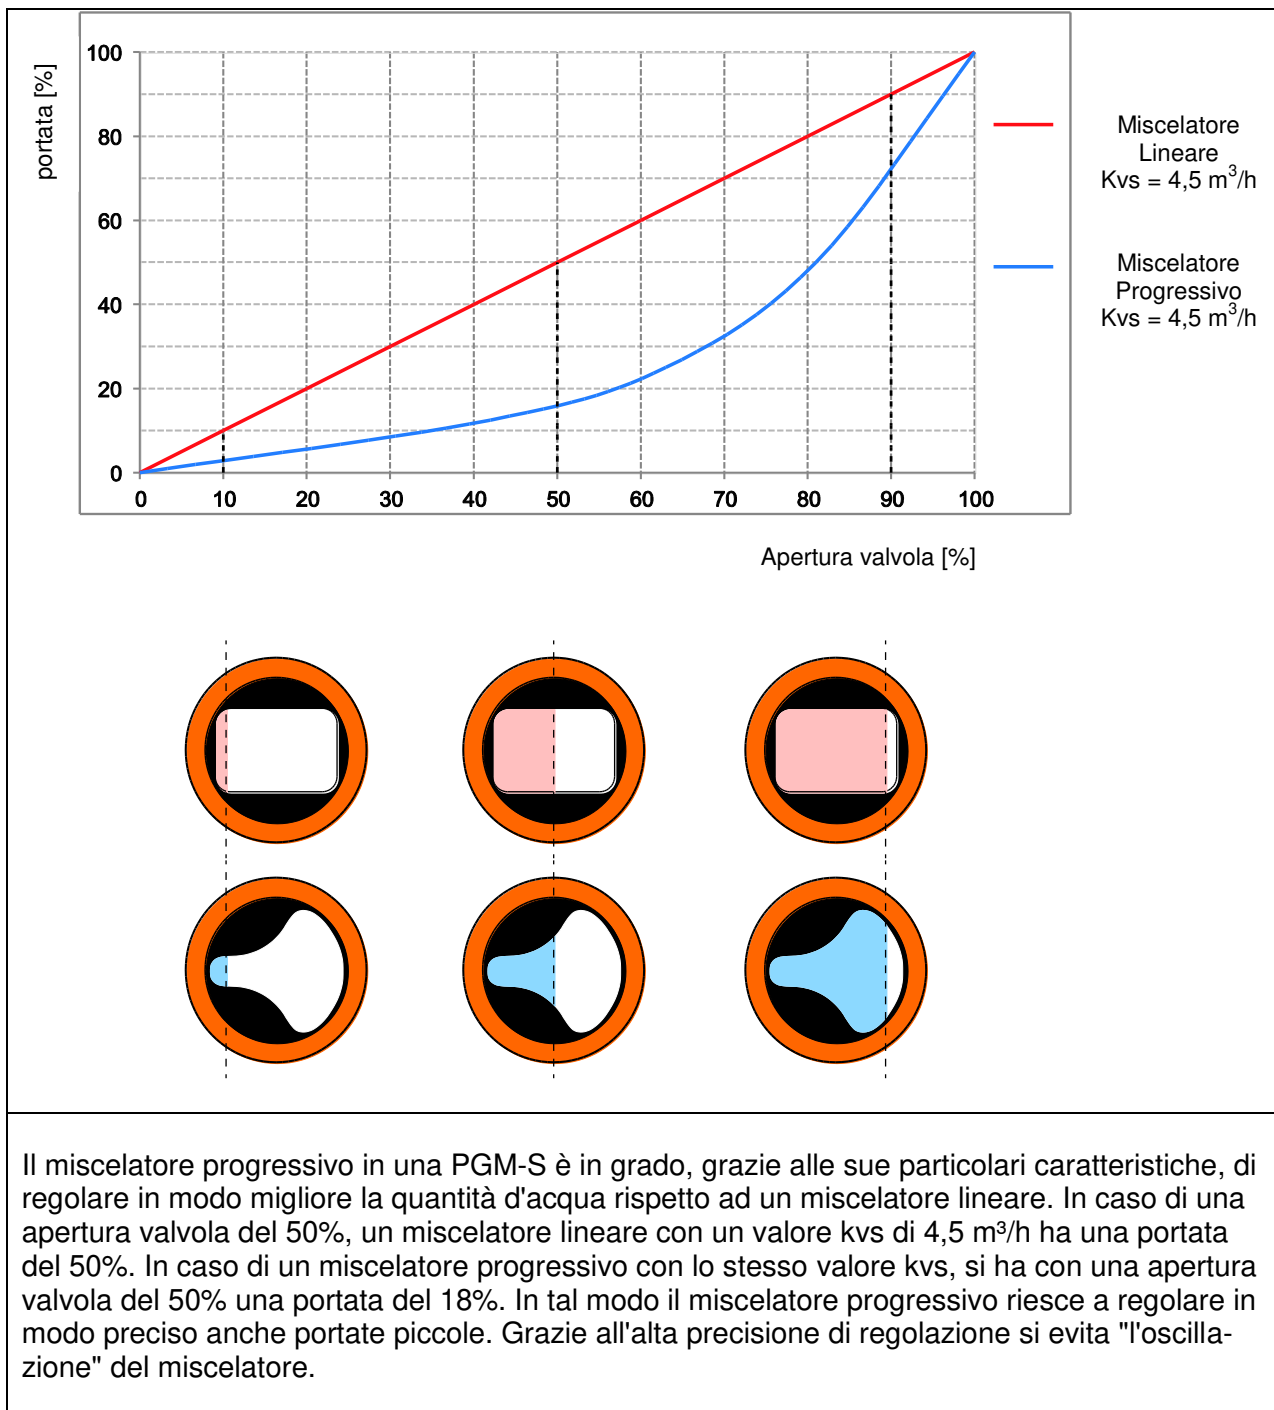 portata [%]
100
80
60
40
20
0
0 10 20 30 40 50 60 70 80 90 100
Apertura valvola [%]
Miscelatore
Lineare
Kvs = 4,5 m³/h
Miscelatore
Progressivo
Kvs = 4,5 m³/h
Il miscelatore progressivo in una PGM-S è in grado, grazie alle sue particolari caratteristiche, di
regolare in modo migliore la quantità d'acqua rispetto ad un miscelatore lineare. In caso di una
apertura valvola del 50%, un miscelatore lineare con un valore kvs di 4,5 m³/h ha una portata
del 50%. In caso di un miscelatore progressivo con lo stesso valore kvs, si ha con una apertura
valvola del 50% una portata del 18%. In tal modo il miscelatore progressivo riesce a regolare in
modo preciso anche portate piccole. Grazie all'alta precisione di regolazione si evita "l'oscilla-
zione" del miscelatore.